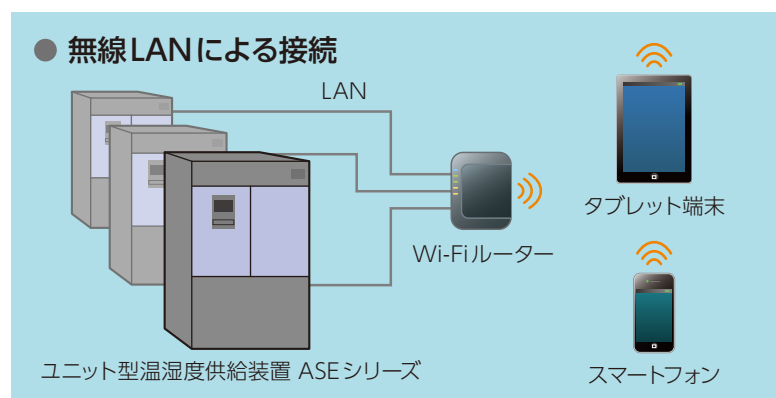 ● 無線LANによる接続
LAN
タブレット端末
Wi-Fiルーター
ユニット型温湿度供給装置 ASEシリーズ
スマートフォン